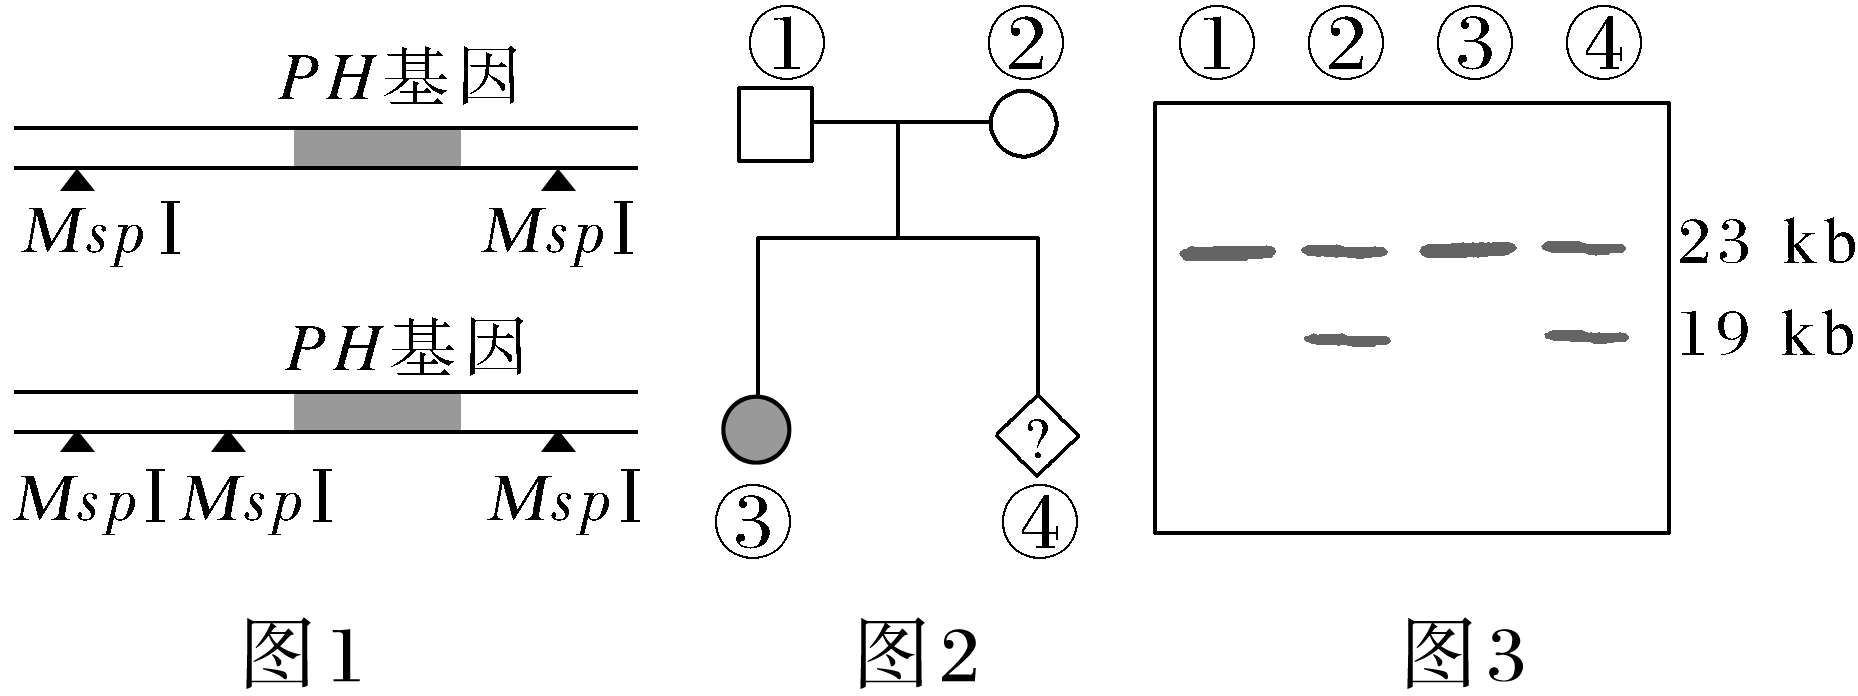 PH基因
MspⅠ MspⅠ
PH基因
MspⅠ MspⅠ MspⅠ
图1
① ②
?
③ ④
图2
① ② ③ ④
23 kb
19 kb
图3